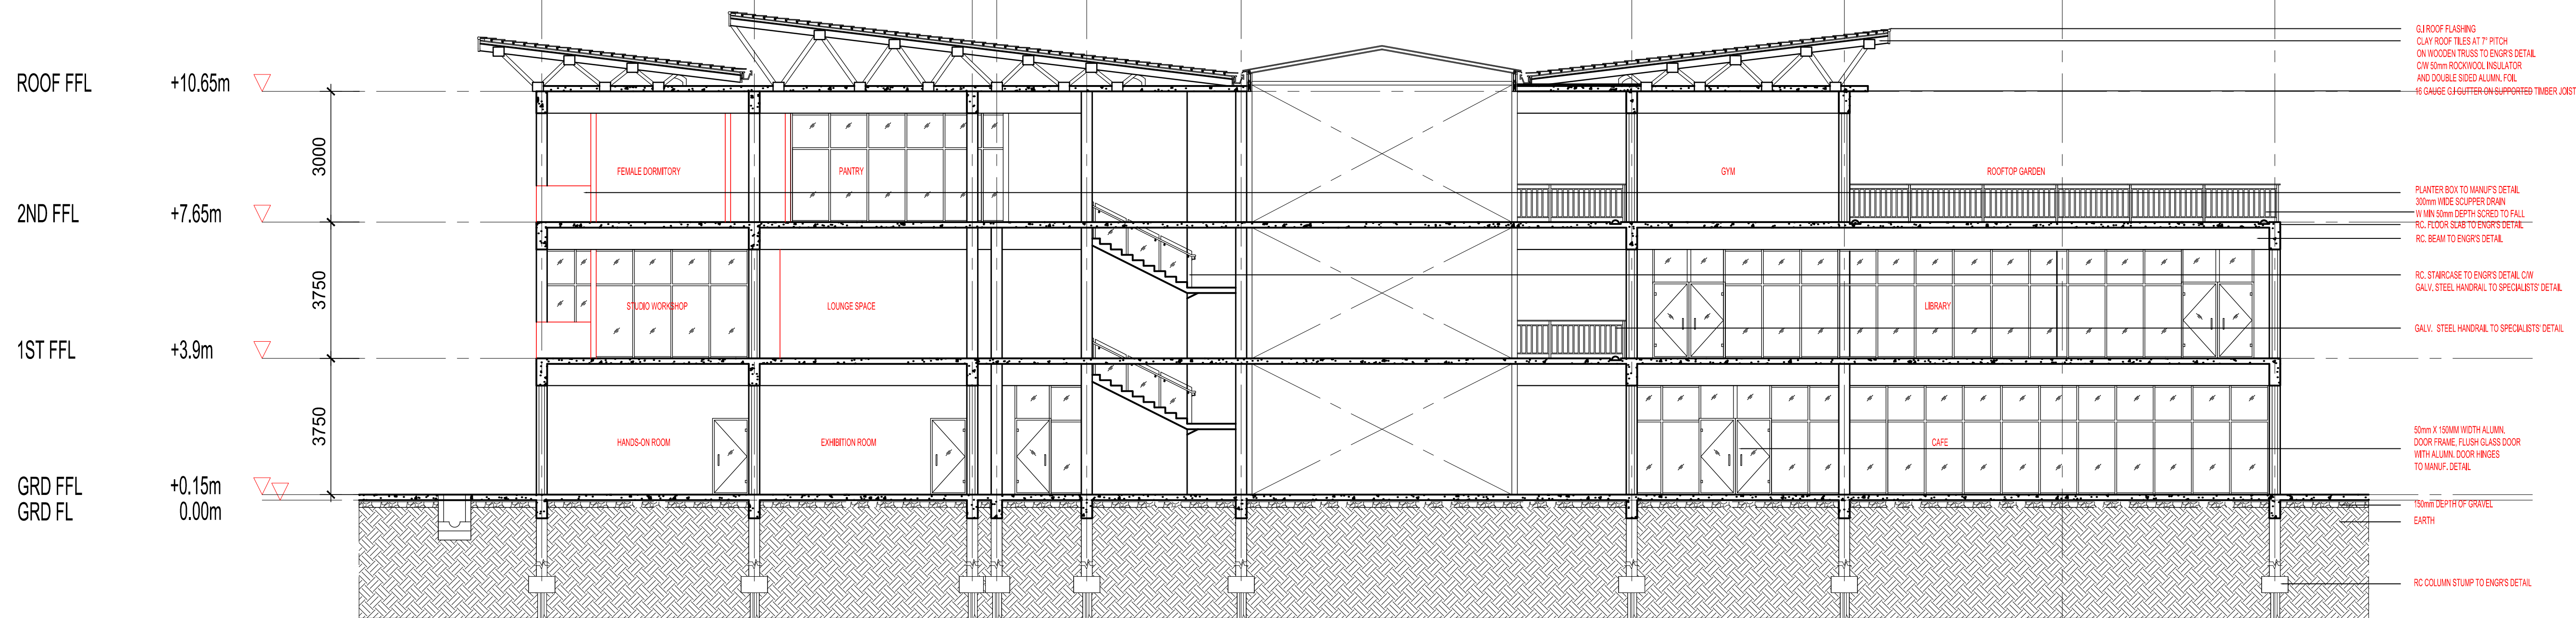 ROOF FFL +10.65m
2ND FFL +7.65m
1ST FFL +3.9m
GRD FFL +0.15m
GRD FL 0.00m
3000
3750
3750
FEMALE DORMITORY
PANTRY
GYM
ROOFTOP GARDEN
STUDIO WORKSHOP
LOUNGE SPACE
LIBRARY
HANDS-ON ROOM
EXHIBITION ROOM
CAFE
G.I ROOF FLASHING
CLAY ROOF TILES AT 7° PITCH
ON WOODEN TRUSS TO ENGR'S DETAIL
C/W 50mm ROCKWOOL INSULATOR
AND DOUBLE SIDED ALUMN. FOIL
16 GAUGE G.I GUTTER ON SUPPORTED TIMBER JOIST
PLANTER BOX TO MANUF'S DETAIL
300mm WIDE SCUPPER DRAIN
W MIN 50mm DEPTH SCRED TO FALL
RC. FLOOR SLAB TO ENGR'S DETAIL
RC. BEAM TO ENGR'S DETAIL
RC. STAIRCASE TO ENGR'S DETAIL C/W
GALV. STEEL HANDRAIL TO SPECIALISTS' DETAIL
GALV. STEEL HANDRAIL TO SPECIALISTS' DETAIL
50mm X 150MM WIDTH ALUMN.
DOOR FRAME, FLUSH GLASS DOOR
WITH ALUMN. DOOR HINGES
TO MANUF. DETAIL
150mm DEPTH OF GRAVEL
EARTH
RC COLUMN STUMP TO ENGR'S DETAIL